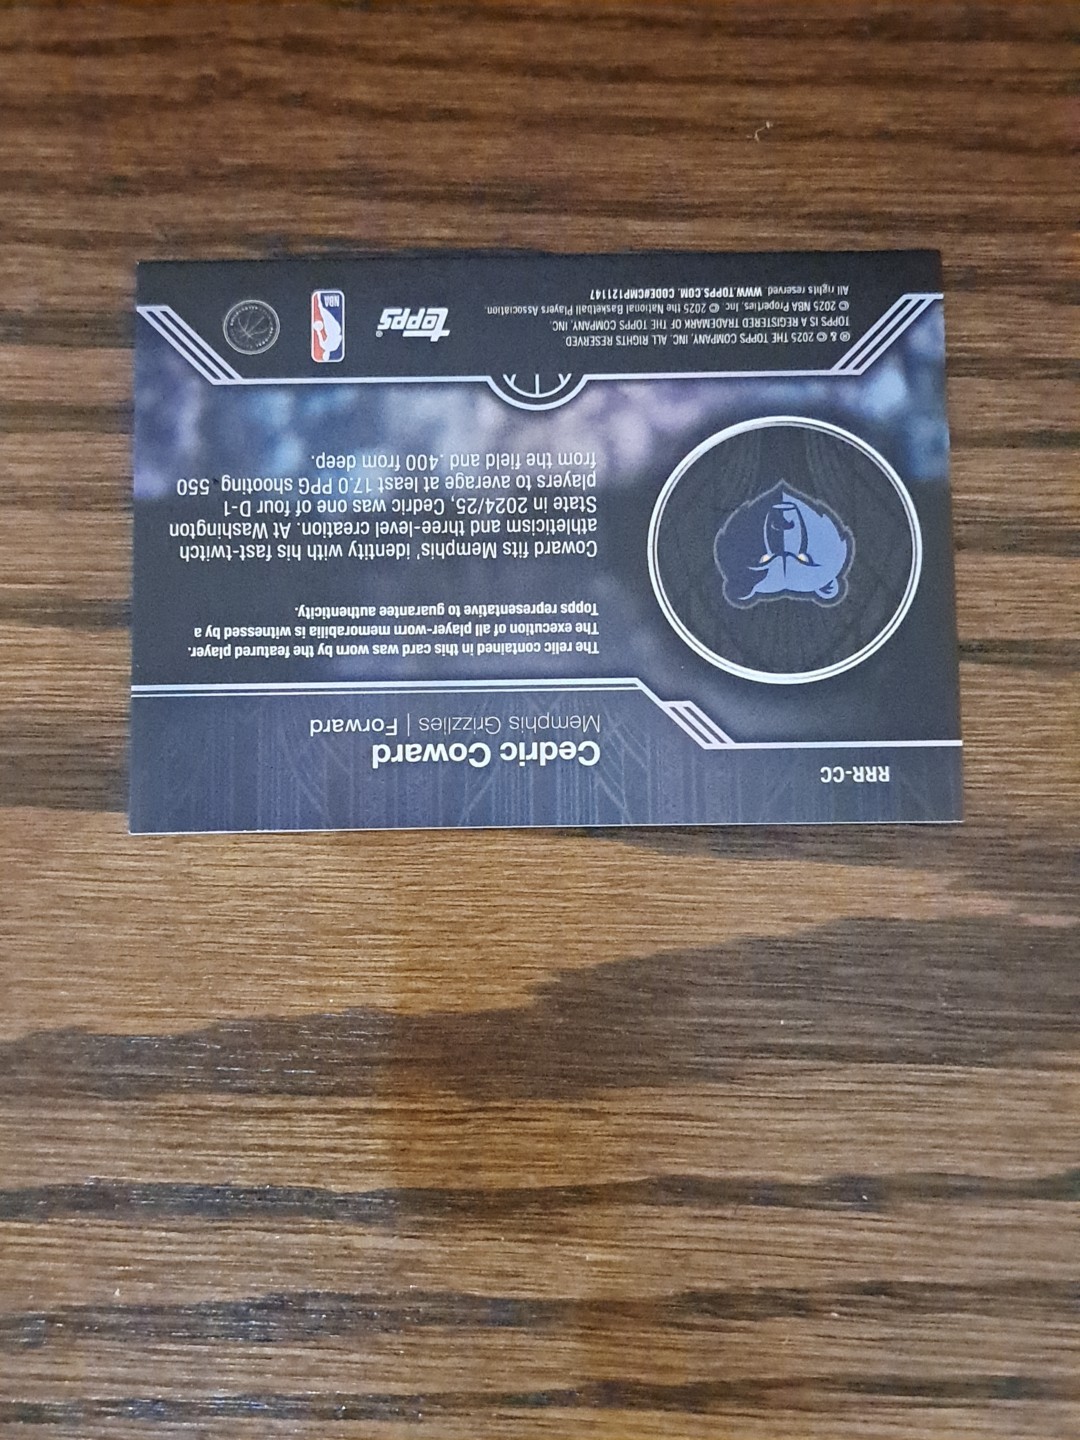 RRR-CC
Cedric Coward
Memphis Grizzlies | Forward
The relic contained in this card was worn by the featured player.
The execution of all player-worn memorabilia is witnessed by a
Topps representative to guarantee authenticity.
Coward fits Memphis' identity with his fast-twitch
athleticism and three-level creation. At Washington
State in 2024/25, Cedric was one of four D-1
players to average at least 17.0 PPG shooting .550
from the field and .400 from deep.
® & © 2025 THE TOPPS COMPANY, INC. ALL RIGHTS RESERVED.
TOPPS IS A REGISTERED TRADEMARK OF THE TOPPS COMPANY, INC.
© 2025 NBA Properties, Inc. © 2025 the National Basketball Players Association.
All rights reserved. WWW.TOPPS.COM. CODE#CMP121147
topps
NBA